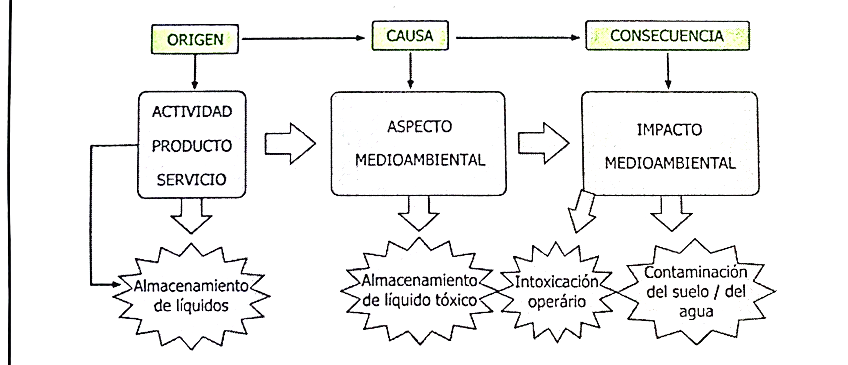 ORIGEN
CAUSA
CONSECUENCIA
ACTIVIDAD
PRODUCTO
SERVICIO
ASPECTO
MEDIOAMBIENTAL
IMPACTO
MEDIOAMBIENTAL
Almacenamiento
de líquidos
Almacenamiento
de líquido tóxico
Intoxicación
operário
Contaminación
del suelo / del
agua